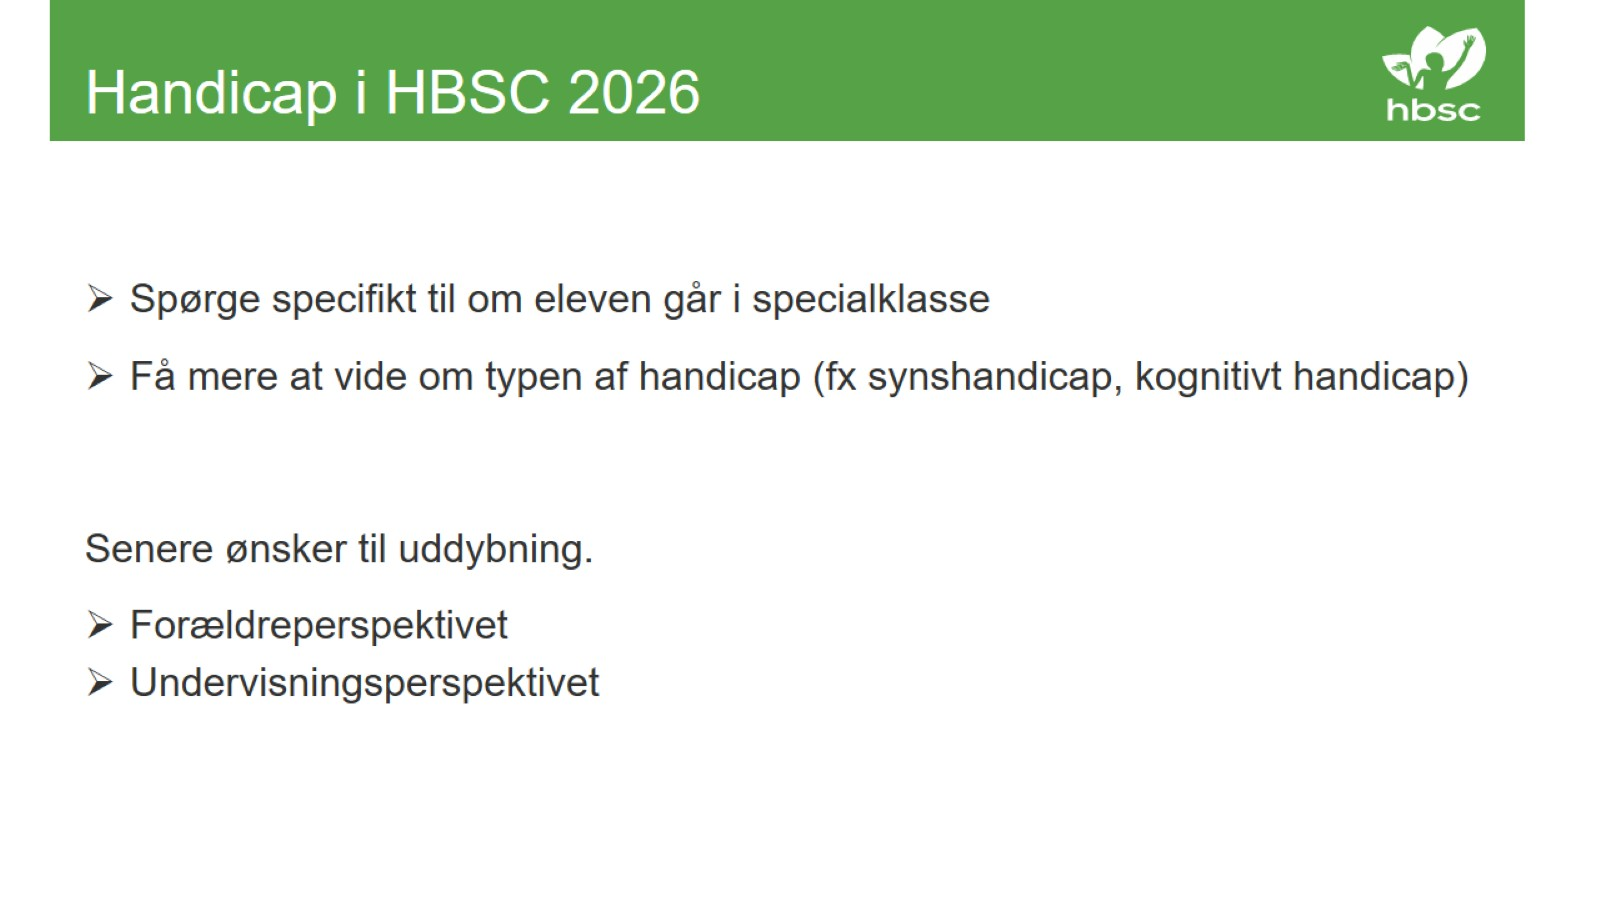 Handicap i HBSC 2026
hbsc
➢ Spørge specifikt til om eleven går i specialklasse
➢ Få mere at vide om typen af handicap (fx synshandicap, kognitivt handicap)
Senere ønsker til uddybning.
➢ Forældreperspektivet
➢ Undervisningsperspektivet